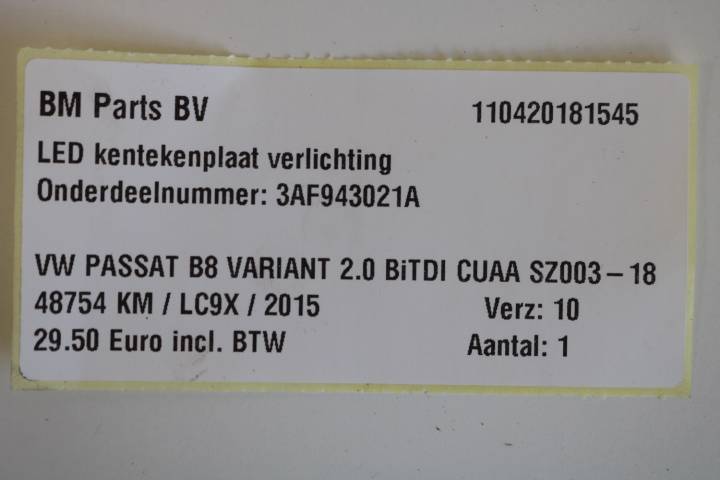 BM Parts BV 110420181545
LED kentekenplaat verlichting
Onderdeelnummer: 3AF943021A
VW PASSAT B8 VARIANT 2.0 BiTDI CUAA SZ003-18
48754 KM / LC9X / 2015 Verz: 10
29.50 Euro incl. BTW Aantal: 1